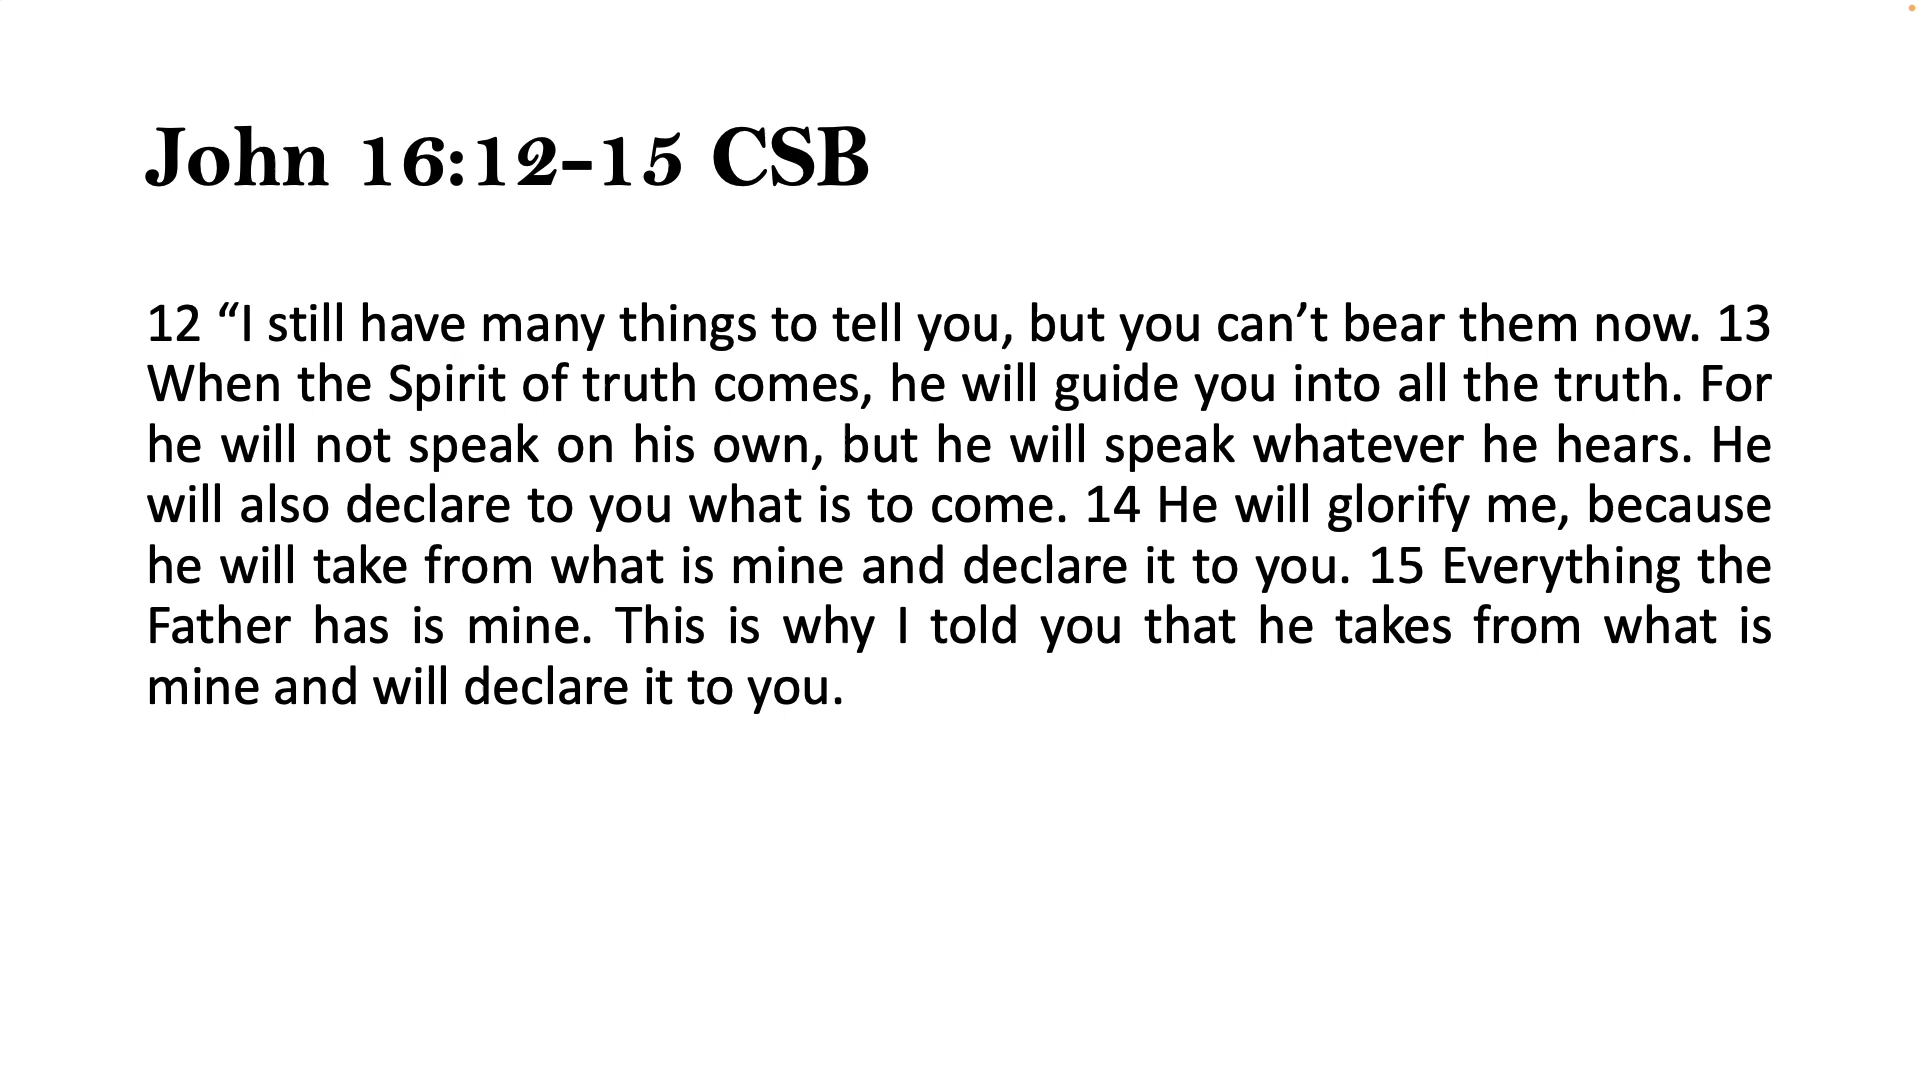 John 16:12-15 CSB
12 “I still have many things to tell you, but you can’t bear them now. 13
When the Spirit of truth comes, he will guide you into all the truth. For
he will not speak on his own, but he will speak whatever he hears. He
will also declare to you what is to come. 14 He will glorify me, because
he will take from what is mine and declare it to you. 15 Everything the
Father has is mine. This is why I told you that he takes from what is
mine and will declare it to you.